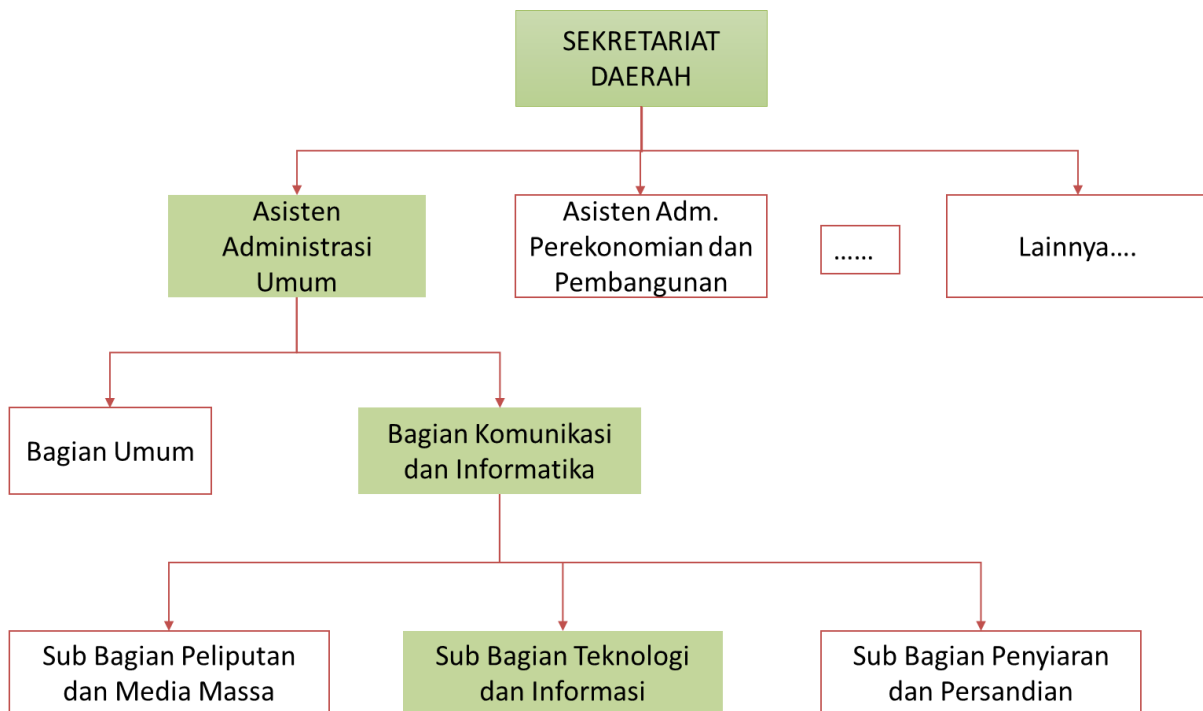 SEKRETARIAT
DAERAH
Asisten
Administrasi
Umum
Asisten Adm.
Perekonomian dan
Pembangunan
......
Lainnya....
Bagian Umum
Bagian Komunikasi
dan Informatika
Sub Bagian Peliputan
dan Media Massa
Sub Bagian Teknologi
dan Informasi
Sub Bagian Penyiaran
dan Persandian